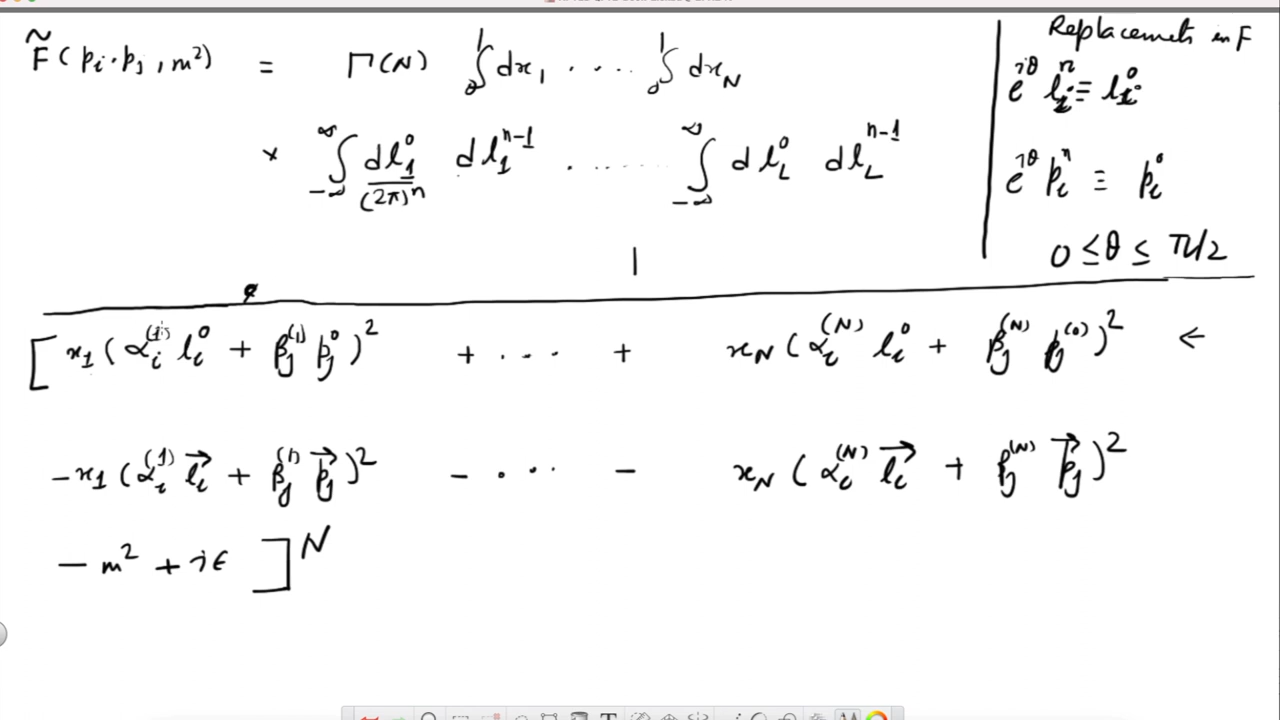 F̃(pᵢ·pⱼ, m²) = Γ(N) ∫₀¹ dx₁ .... ∫₀¹ dx_N
× ∫_{-∞}^{∞} dl₁⁰/(2π)ⁿ dl₁ⁿ⁻¹ ........ ∫_{-∞}^{∞} dl_L⁰ dl_Lⁿ⁻¹
1
[x₁(αᵢ⁽¹⁾ lᵢ⁰ + βⱼ⁽¹⁾ pⱼ⁰)² + .... + x_N(αᵢ⁽ᴺ⁾ lᵢ⁰ + βⱼ⁽ᴺ⁾ pⱼ⁽⁰⁾)² ←
-x₁(αᵢ⁽¹⁾ l⃗ᵢ + βⱼ⁽¹⁾ p⃗ⱼ)² - .... - x_N(αᵢ⁽ᴺ⁾ l⃗ᵢ + βⱼ⁽ᴺ⁾ p⃗ⱼ)²
- m² + iϵ ]ᴺ
Replacemets in F
e^{iθ} lᵢⁿ ≡ lᵢ⁰
e^{iθ} pᵢⁿ ≡ pᵢ⁰
0 ≤ θ ≤ π/2